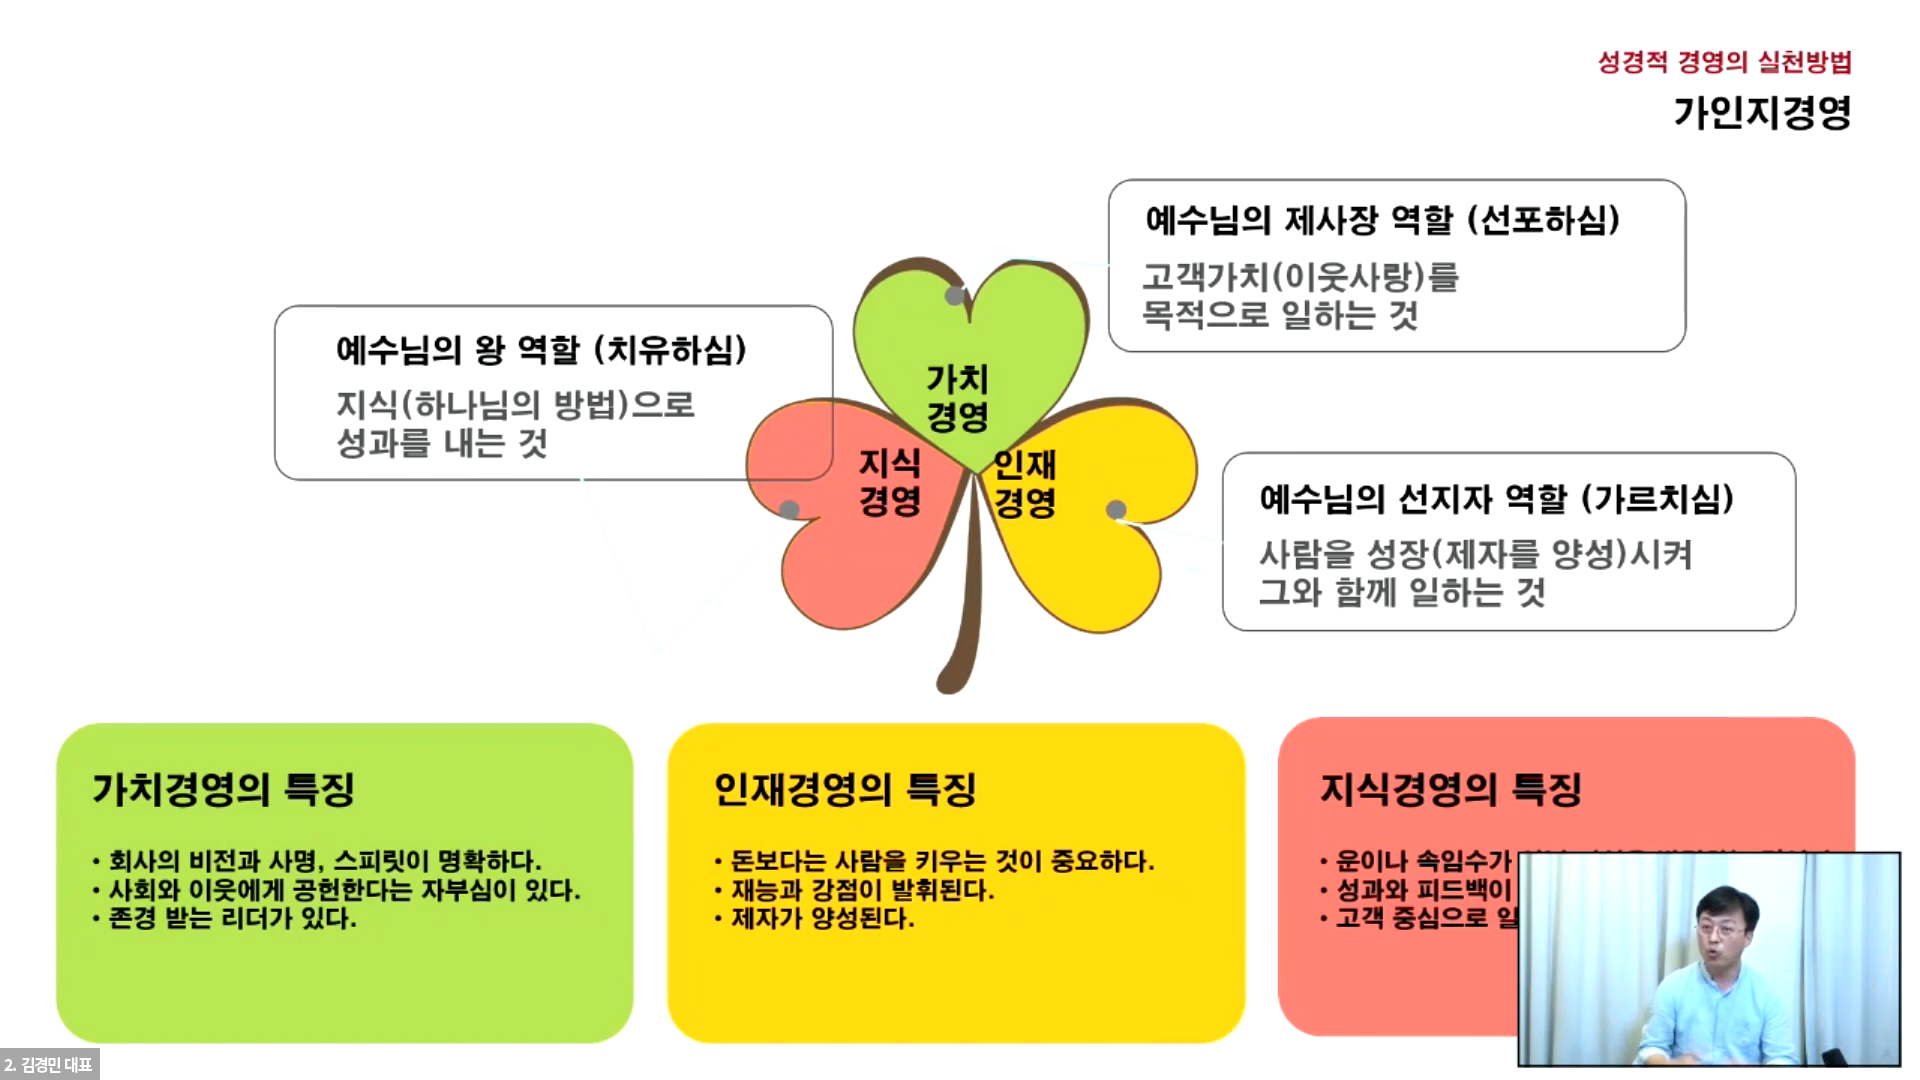 성경적 경영의 실천방법
가인지경영
예수님의 제사장 역할 (선포하심)
고객가치(이웃사랑)를
목적으로 일하는 것
예수님의 왕 역할 (치유하심)
지식(하나님의 방법)으로
성과를 내는 것
가치
경영
지식
경영
인재
경영
예수님의 선지자 역할 (가르치심)
사람을 성장(제자를 양성)시켜
그와 함께 일하는 것
가치경영의 특징
• 회사의 비전과 사명, 스피릿이 명확하다.
• 사회와 이웃에게 공헌한다는 자부심이 있다.
• 존경 받는 리더가 있다.
인재경영의 특징
• 돈보다는 사람을 키우는 것이 중요하다.
• 재능과 강점이 발휘된다.
• 제자가 양성된다.
지식경영의 특징
• 운이나 속임수가
• 성과와 피드백이
• 고객 중심으로
2. 김경민 대표